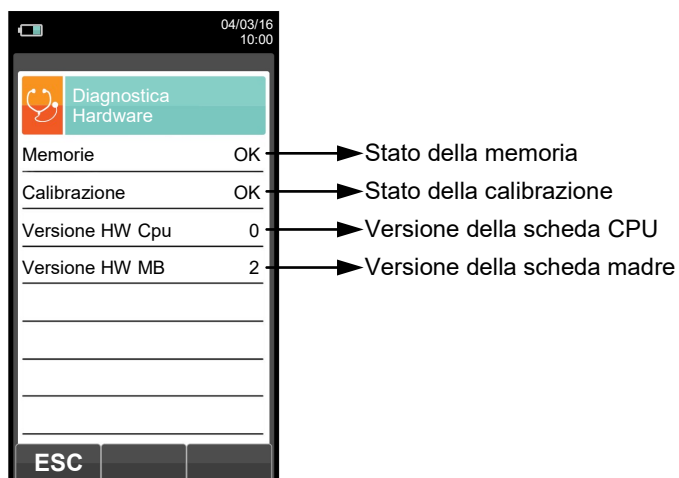 04/03/16
10:00
Diagnostica
Hardware
Memorie OK Stato della memoria
Calibrazione OK Stato della calibrazione
Versione HW Cpu 0 Versione della scheda CPU
Versione HW MB 2 Versione della scheda madre
ESC